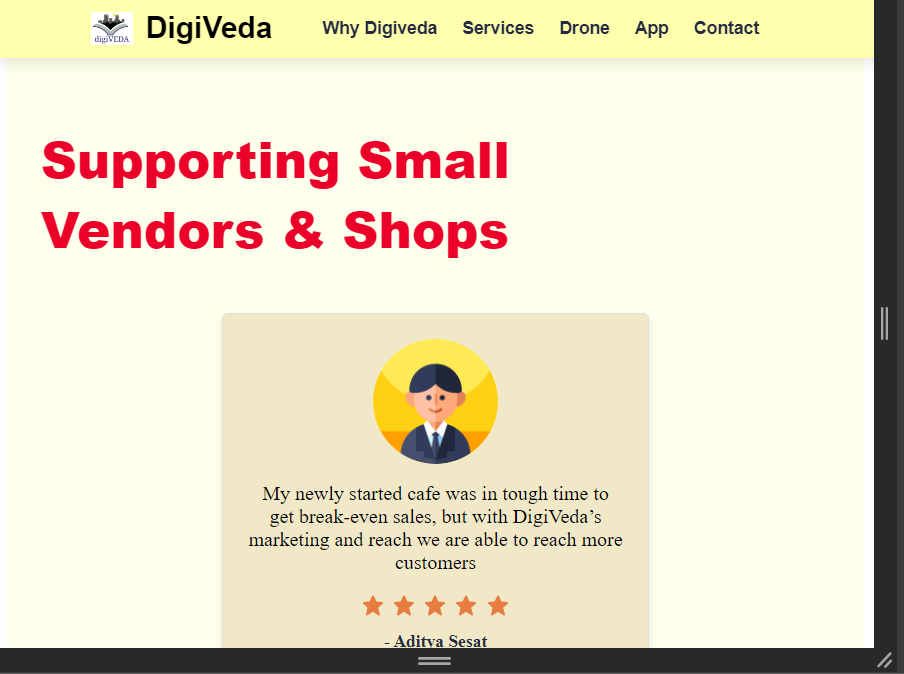 digiVEDA
DigiVeda
Why Digiveda
Services
Drone
App
Contact
Supporting Small
Vendors & Shops
My newly started cafe was in tough time to
get break-even sales, but with DigiVeda’s
marketing and reach we are able to reach more
customers
- Aditya Sesat